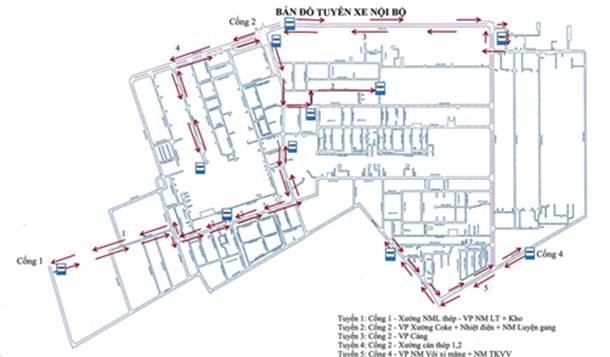 BẢN ĐỒ TUYẾN XE NỘI BỘ
Cổng 2
4
3
2
1
Cổng 1
Cổng 4
5
Tuyến 1: Cổng 1 - Xưởng NML thép - VP NM LT + Kho
Tuyến 2: Cổng 2 - VP Xưởng Coke + Nhiệt điện + NM Luyện gang
Tuyến 3: Cổng 2 - VP Cảng
Tuyến 4: Cổng 2 - Xưởng cán thép 1,2
Tuyến 5: Cổng 4 - VP NM Vôi xi măng + NM TKVV